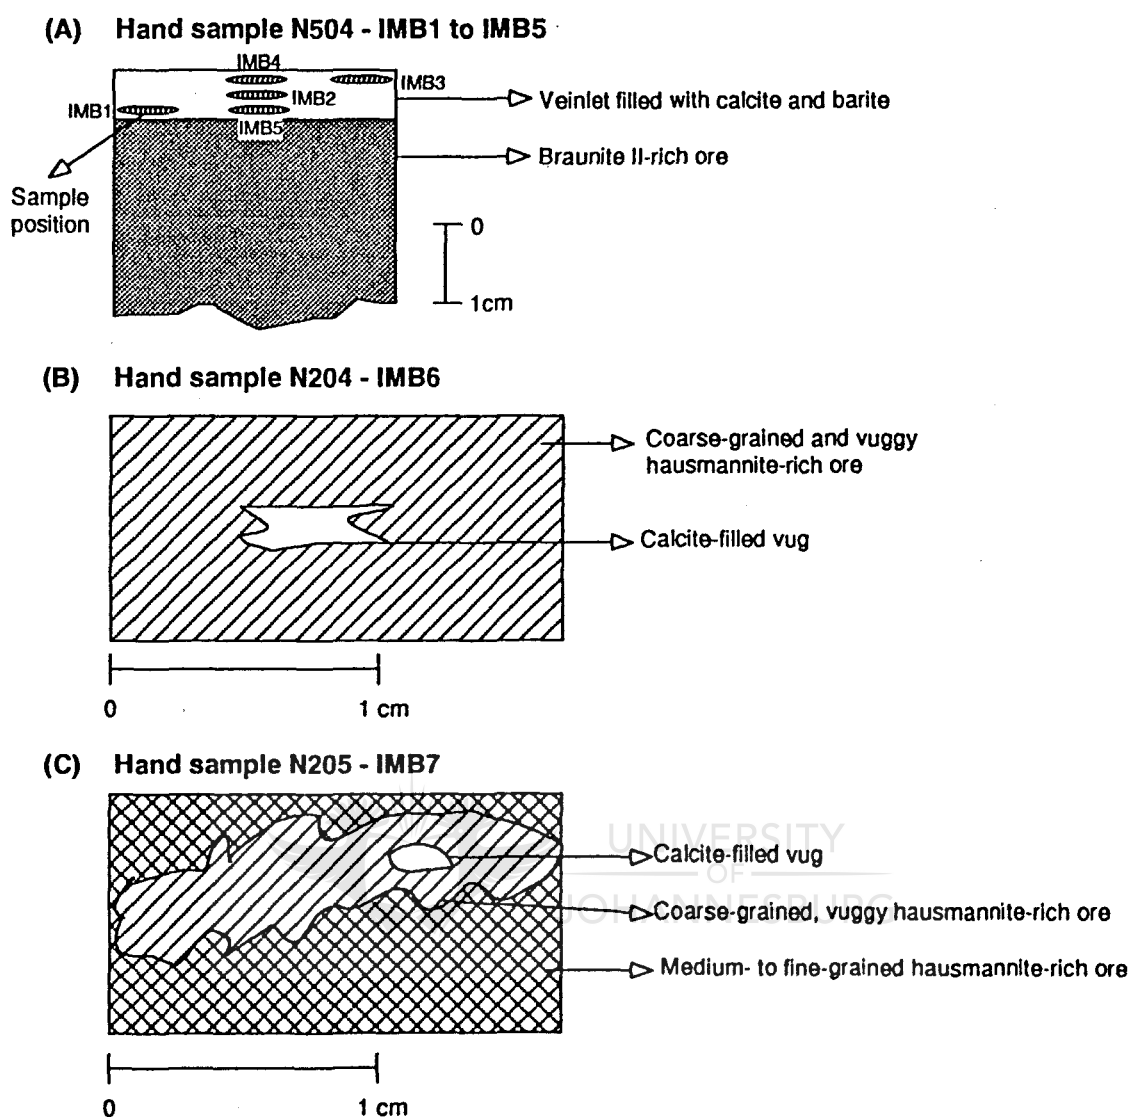 (A) Hand sample N504 - IMB1 to IMB5
IMB4
IMB3
IMB1
IMB2
Veinlet filled with calcite and barite
IMB5
Braunite II-rich ore
Sample
position
0
1cm
(B) Hand sample N204 - IMB6
Coarse-grained and vuggy
hausmannite-rich ore
Calcite-filled vug
0 1 cm
(C) Hand sample N205 - IMB7
UNIVERSITY
Calcite-filled vug
OF
JOHANNESBURG
Coarse-grained, vuggy hausmannite-rich ore
Medium- to fine-grained hausmannite-rich ore
0 1 cm